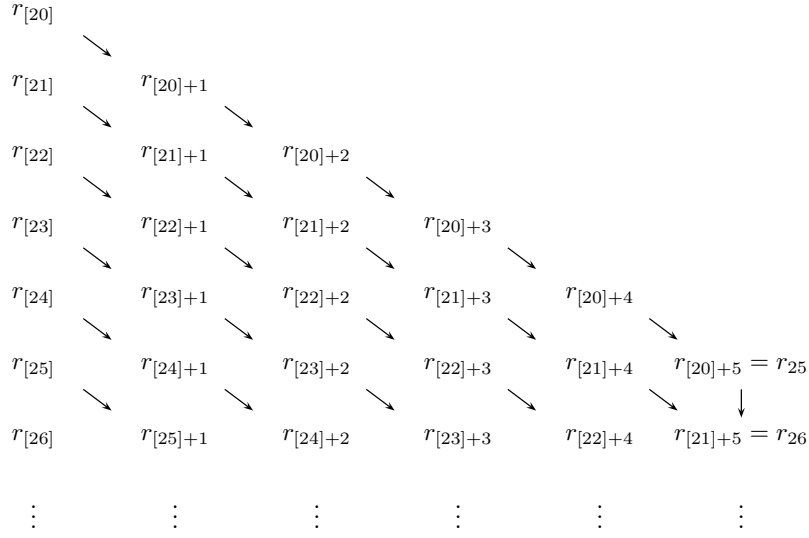 r[20]
r[21] r[20]+1
r[22] r[21]+1 r[20]+2
r[23] r[22]+1 r[21]+2 r[20]+3
r[24] r[23]+1 r[22]+2 r[21]+3 r[20]+4
r[25] r[24]+1 r[23]+2 r[22]+3 r[21]+4 r[20]+5 = r25
r[26] r[25]+1 r[24]+2 r[23]+3 r[22]+4 r[21]+5 = r26
⋮ ⋮ ⋮ ⋮ ⋮ ⋮